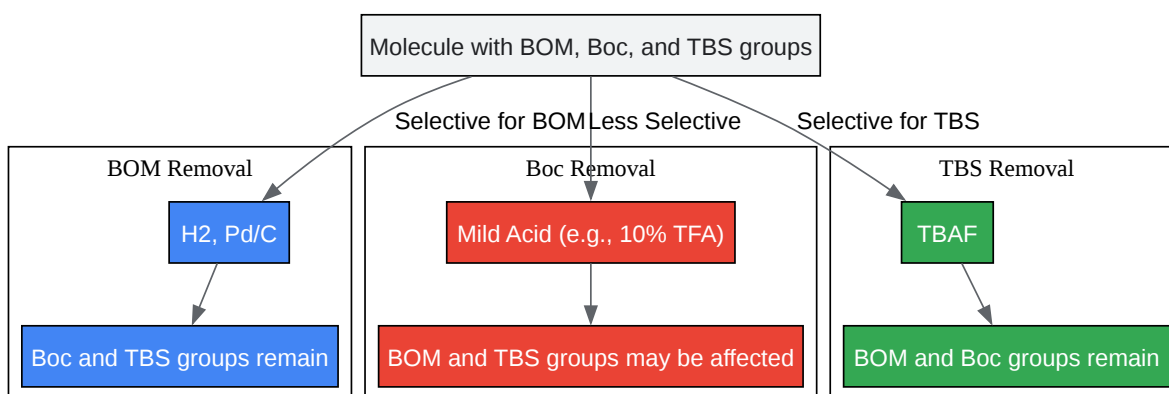 Molecule with BOM, Boc, and TBS groups
Selective for BOM
Less Selective
Selective for TBS
BOM Removal
Boc Removal
TBS Removal
H2, Pd/C
Mild Acid (e.g., 10% TFA)
TBAF
Boc and TBS groups remain
BOM and TBS groups may be affected
BOM and Boc groups remain